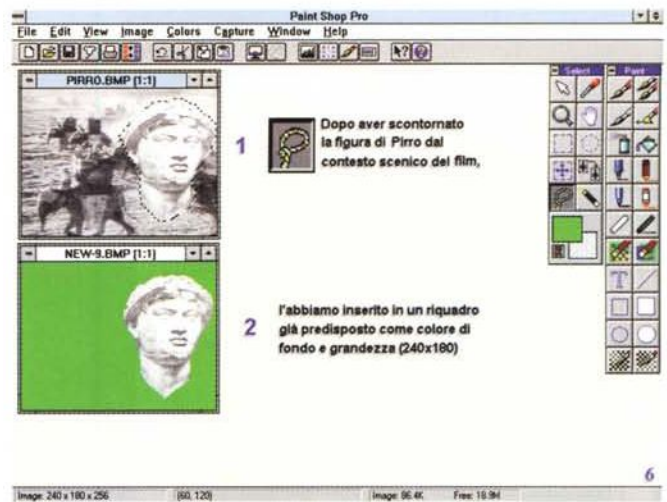 Paint Shop Pro
File Edit View Image Colors Capture Window Help
Select
Paint
PIRRO.BMP [1:1]
1
Dopo aver scontornato
la figura di Pirro dal
contesto scenico del film,
NEW-9.BMP [1:1]
2
l'abbiamo inserito in un riquadro
già predisposto come colore di
fondo e grandezza (240x180)
6
Image: 240 x 180 x 256
(60, 120)
Image: 86.4K
Free: 18.9M